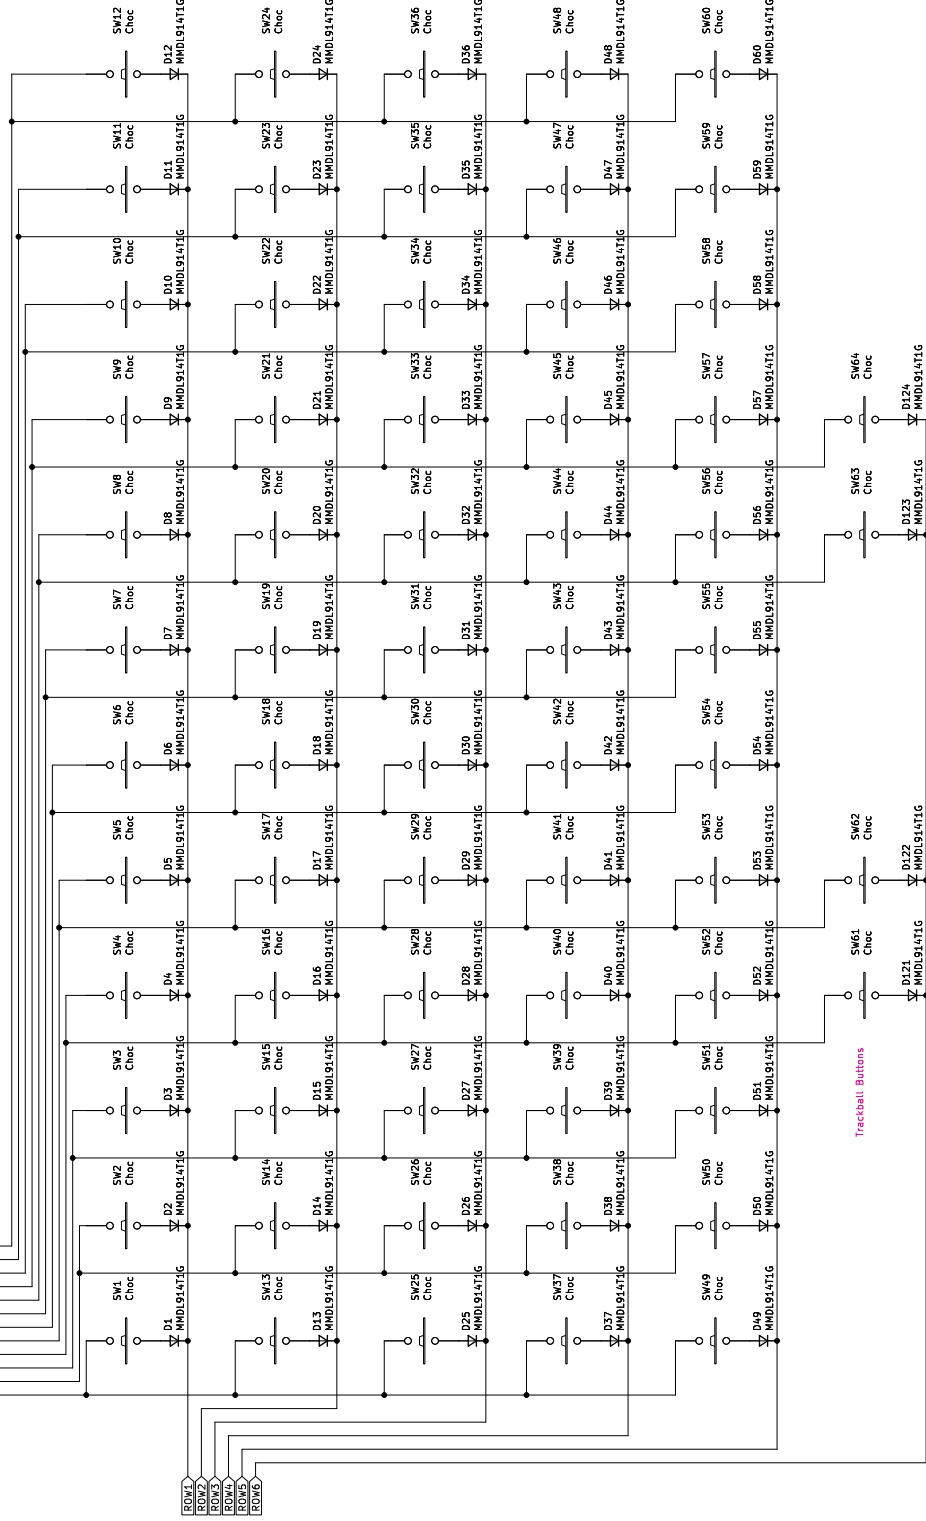 SW12
Choc
D12
MMDL914T1G
SW24
Choc
D24
MMDL914T1G
SW36
Choc
D36
MMDL914T1G
SW48
Choc
D48
MMDL914T1G
SW60
Choc
D60
MMDL914T1G
SW11
Choc
D11
MMDL914T1G
SW23
Choc
D23
MMDL914T1G
SW35
Choc
D35
MMDL914T1G
SW47
Choc
D47
MMDL914T1G
SW59
Choc
D59
MMDL914T1G
SW10
Choc
D10
MMDL914T1G
SW22
Choc
D22
MMDL914T1G
SW34
Choc
D34
MMDL914T1G
SW46
Choc
D46
MMDL914T1G
SW58
Choc
D58
MMDL914T1G
SW9
Choc
D9
MMDL914T1G
SW21
Choc
D21
MMDL914T1G
SW33
Choc
D33
MMDL914T1G
SW45
Choc
D45
MMDL914T1G
SW57
Choc
D57
MMDL914T1G
SW64
Choc
D124
MMDL914T1G
SW8
Choc
D8
MMDL914T1G
SW20
Choc
D20
MMDL914T1G
SW32
Choc
D32
MMDL914T1G
SW44
Choc
D44
MMDL914T1G
SW56
Choc
D56
MMDL914T1G
SW63
Choc
D123
MMDL914T1G
SW7
Choc
D7
MMDL914T1G
SW19
Choc
D19
MMDL914T1G
SW31
Choc
D31
MMDL914T1G
SW43
Choc
D43
MMDL914T1G
SW55
Choc
D55
MMDL914T1G
SW6
Choc
D6
MMDL914T1G
SW18
Choc
D18
MMDL914T1G
SW30
Choc
D30
MMDL914T1G
SW42
Choc
D42
MMDL914T1G
SW54
Choc
D54
MMDL914T1G
SW5
Choc
D5
MMDL914T1G
SW17
Choc
D17
MMDL914T1G
SW29
Choc
D29
MMDL914T1G
SW41
Choc
D41
MMDL914T1G
SW53
Choc
D53
MMDL914T1G
SW62
Choc
D122
MMDL914T1G
SW4
Choc
D4
MMDL914T1G
SW16
Choc
D16
MMDL914T1G
SW28
Choc
D28
MMDL914T1G
SW40
Choc
D40
MMDL914T1G
SW52
Choc
D52
MMDL914T1G
SW61
Choc
D121
MMDL914T1G
SW3
Choc
D3
MMDL914T1G
SW15
Choc
D15
MMDL914T1G
SW27
Choc
D27
MMDL914T1G
SW39
Choc
D39
MMDL914T1G
SW51
Choc
D51
MMDL914T1G
Trackball Buttons
SW2
Choc
D2
MMDL914T1G
SW14
Choc
D14
MMDL914T1G
SW26
Choc
D26
MMDL914T1G
SW38
Choc
D38
MMDL914T1G
SW50
Choc
D50
MMDL914T1G
SW1
Choc
D1
MMDL914T1G
SW13
Choc
D13
MMDL914T1G
SW25
Choc
D25
MMDL914T1G
SW37
Choc
D37
MMDL914T1G
SW49
Choc
D49
MMDL914T1G
ROW1
ROW2
ROW3
ROW4
ROW5
ROW6